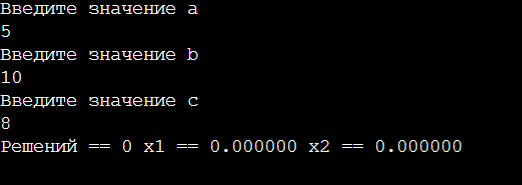 Введите значение a
5
Введите значение b
10
Введите значение c
8
Решений == 0 x1 == 0.000000 x2 == 0.000000